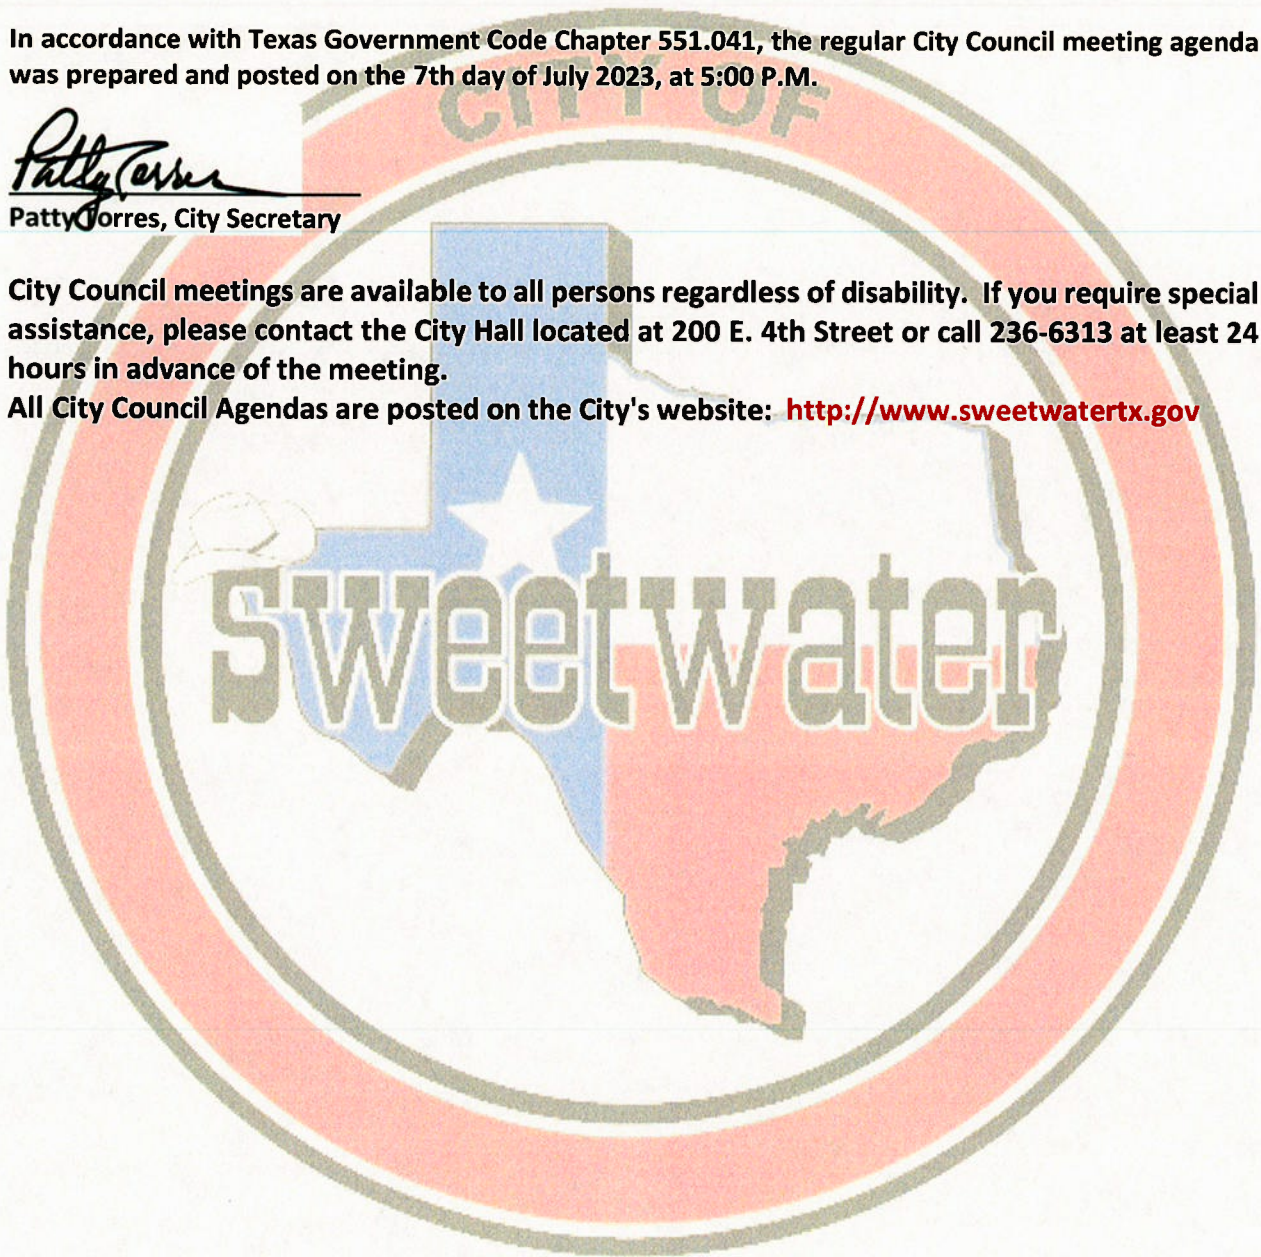 In accordance with Texas Government Code Chapter 551.041, the regular City Council meeting agenda
was prepared and posted on the 7th day of July 2023, at 5:00 P.M.
CITY OF
Patty Torres
Patty Torres, City Secretary
City Council meetings are available to all persons regardless of disability. If you require special
assistance, please contact the City Hall located at 200 E. 4th Street or call 236-6313 at least 24
hours in advance of the meeting.
All City Council Agendas are posted on the City's website: http://www.sweetwatertx.gov
Sweetwater